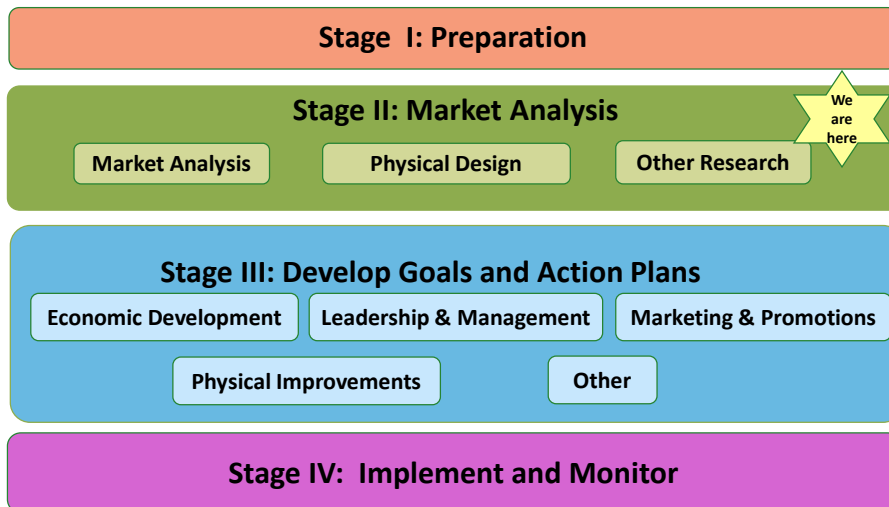 Stage I: Preparation
Stage II: Market Analysis
We
are
here
Market Analysis
Physical Design
Other Research
Stage III: Develop Goals and Action Plans
Economic Development
Leadership & Management
Marketing & Promotions
Physical Improvements
Other
Stage IV: Implement and Monitor